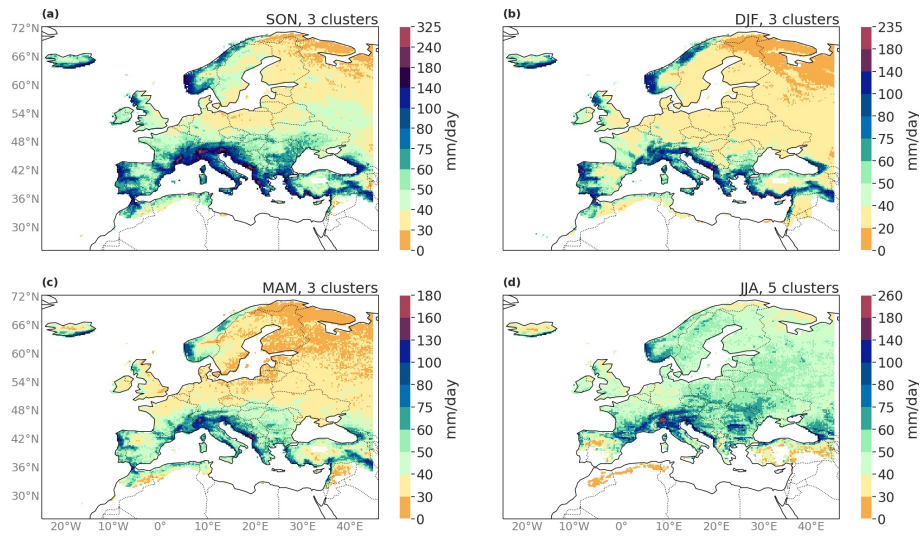 (a)
SON, 3 clusters
72°N
66°N
60°N
54°N
48°N
42°N
36°N
30°N
325
240
180
140
100
80
75
60
50
40
30
0
mm/day
(b)
DJF, 3 clusters
235
180
140
100
80
75
60
50
40
20
0
mm/day
(c)
MAM, 3 clusters
72°N
66°N
60°N
54°N
48°N
42°N
36°N
30°N
20°W
10°W
0°
10°E
20°E
30°E
40°E
180
160
130
100
80
75
60
50
40
30
0
mm/day
(d)
JJA, 5 clusters
20°W
10°W
0°
10°E
20°E
30°E
40°E
260
180
140
100
80
75
60
50
40
30
0
mm/day